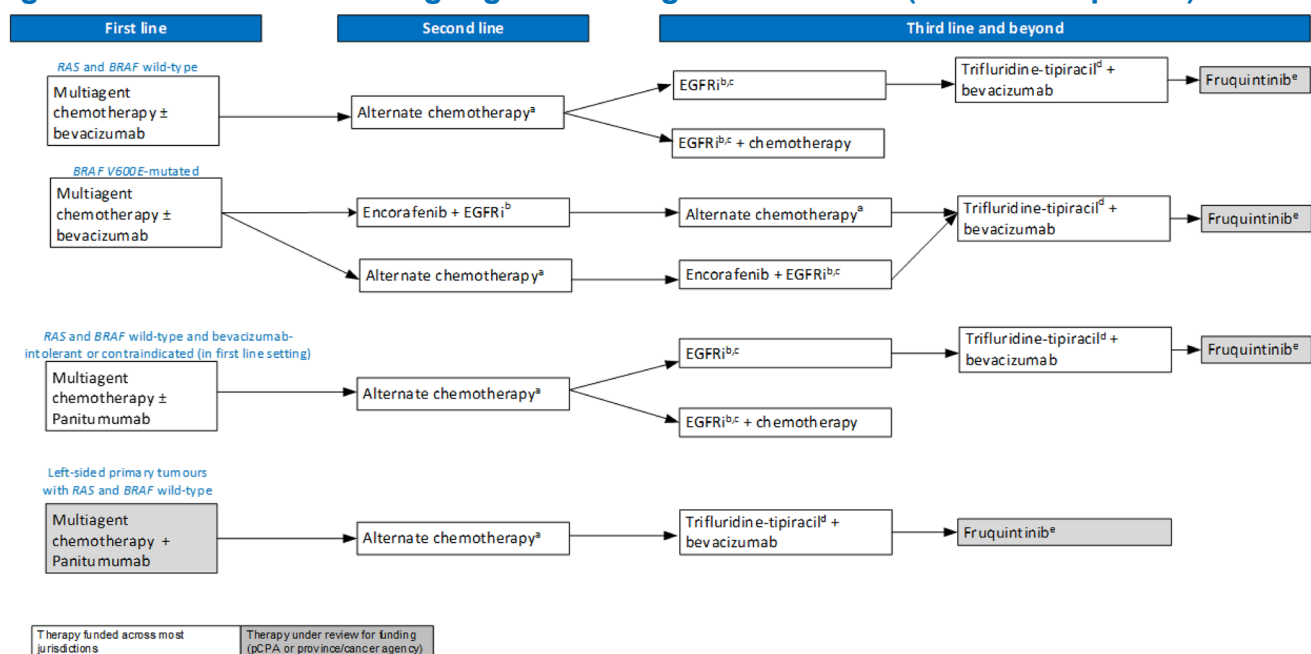 First line
Second line
Third line and beyond
RAS and BRAF wild-type
Multiagent
chemotherapy ±
bevacizumab
Alternate chemotherapyᵃ
EGFRiᵇ,ᶜ
EGFRiᵇ,ᶜ + chemotherapy
Trifluridine-tipiracilᵈ +
bevacizumab
Fruquintinibᵉ
BRAF V600E-mutated
Multiagent
chemotherapy ±
bevacizumab
Encorafenib + EGFRiᵇ
Alternate chemotherapyᵃ
Alternate chemotherapyᵃ
Encorafenib + EGFRiᵇ,ᶜ
Trifluridine-tipiracilᵈ +
bevacizumab
Fruquintinibᵉ
RAS and BRAF wild-type and bevacizumab-
intolerant or contraindicated (in first line setting)
Multiagent
chemotherapy ±
Panitumumab
Alternate chemotherapyᵃ
EGFRiᵇ,ᶜ
EGFRiᵇ,ᶜ + chemotherapy
Trifluridine-tipiracilᵈ +
bevacizumab
Fruquintinibᵉ
Left-sided primary tumours
with RAS and BRAF wild-type
Multiagent
chemotherapy +
Panitumumab
Alternate chemotherapyᵃ
Trifluridine-tipiracilᵈ +
bevacizumab
Fruquintinibᵉ
Therapy funded across most
jurisdictions
Therapy under review for funding
(pCPA or province/cancer agency)